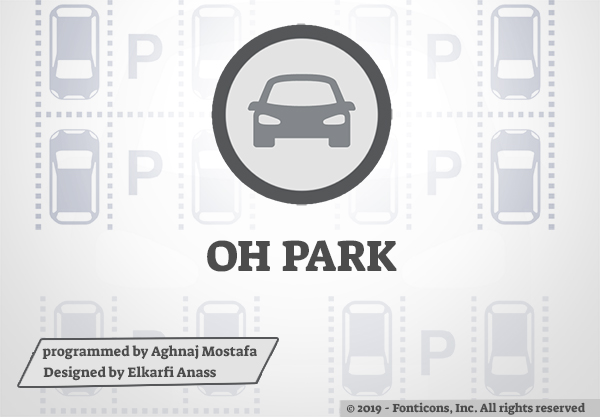 P P
P P
OH PARK
P
programmed by Aghnaj Mostafa
Designed by Elkarfi Anass
© 2019 - Fonticons, Inc. All rights reserved